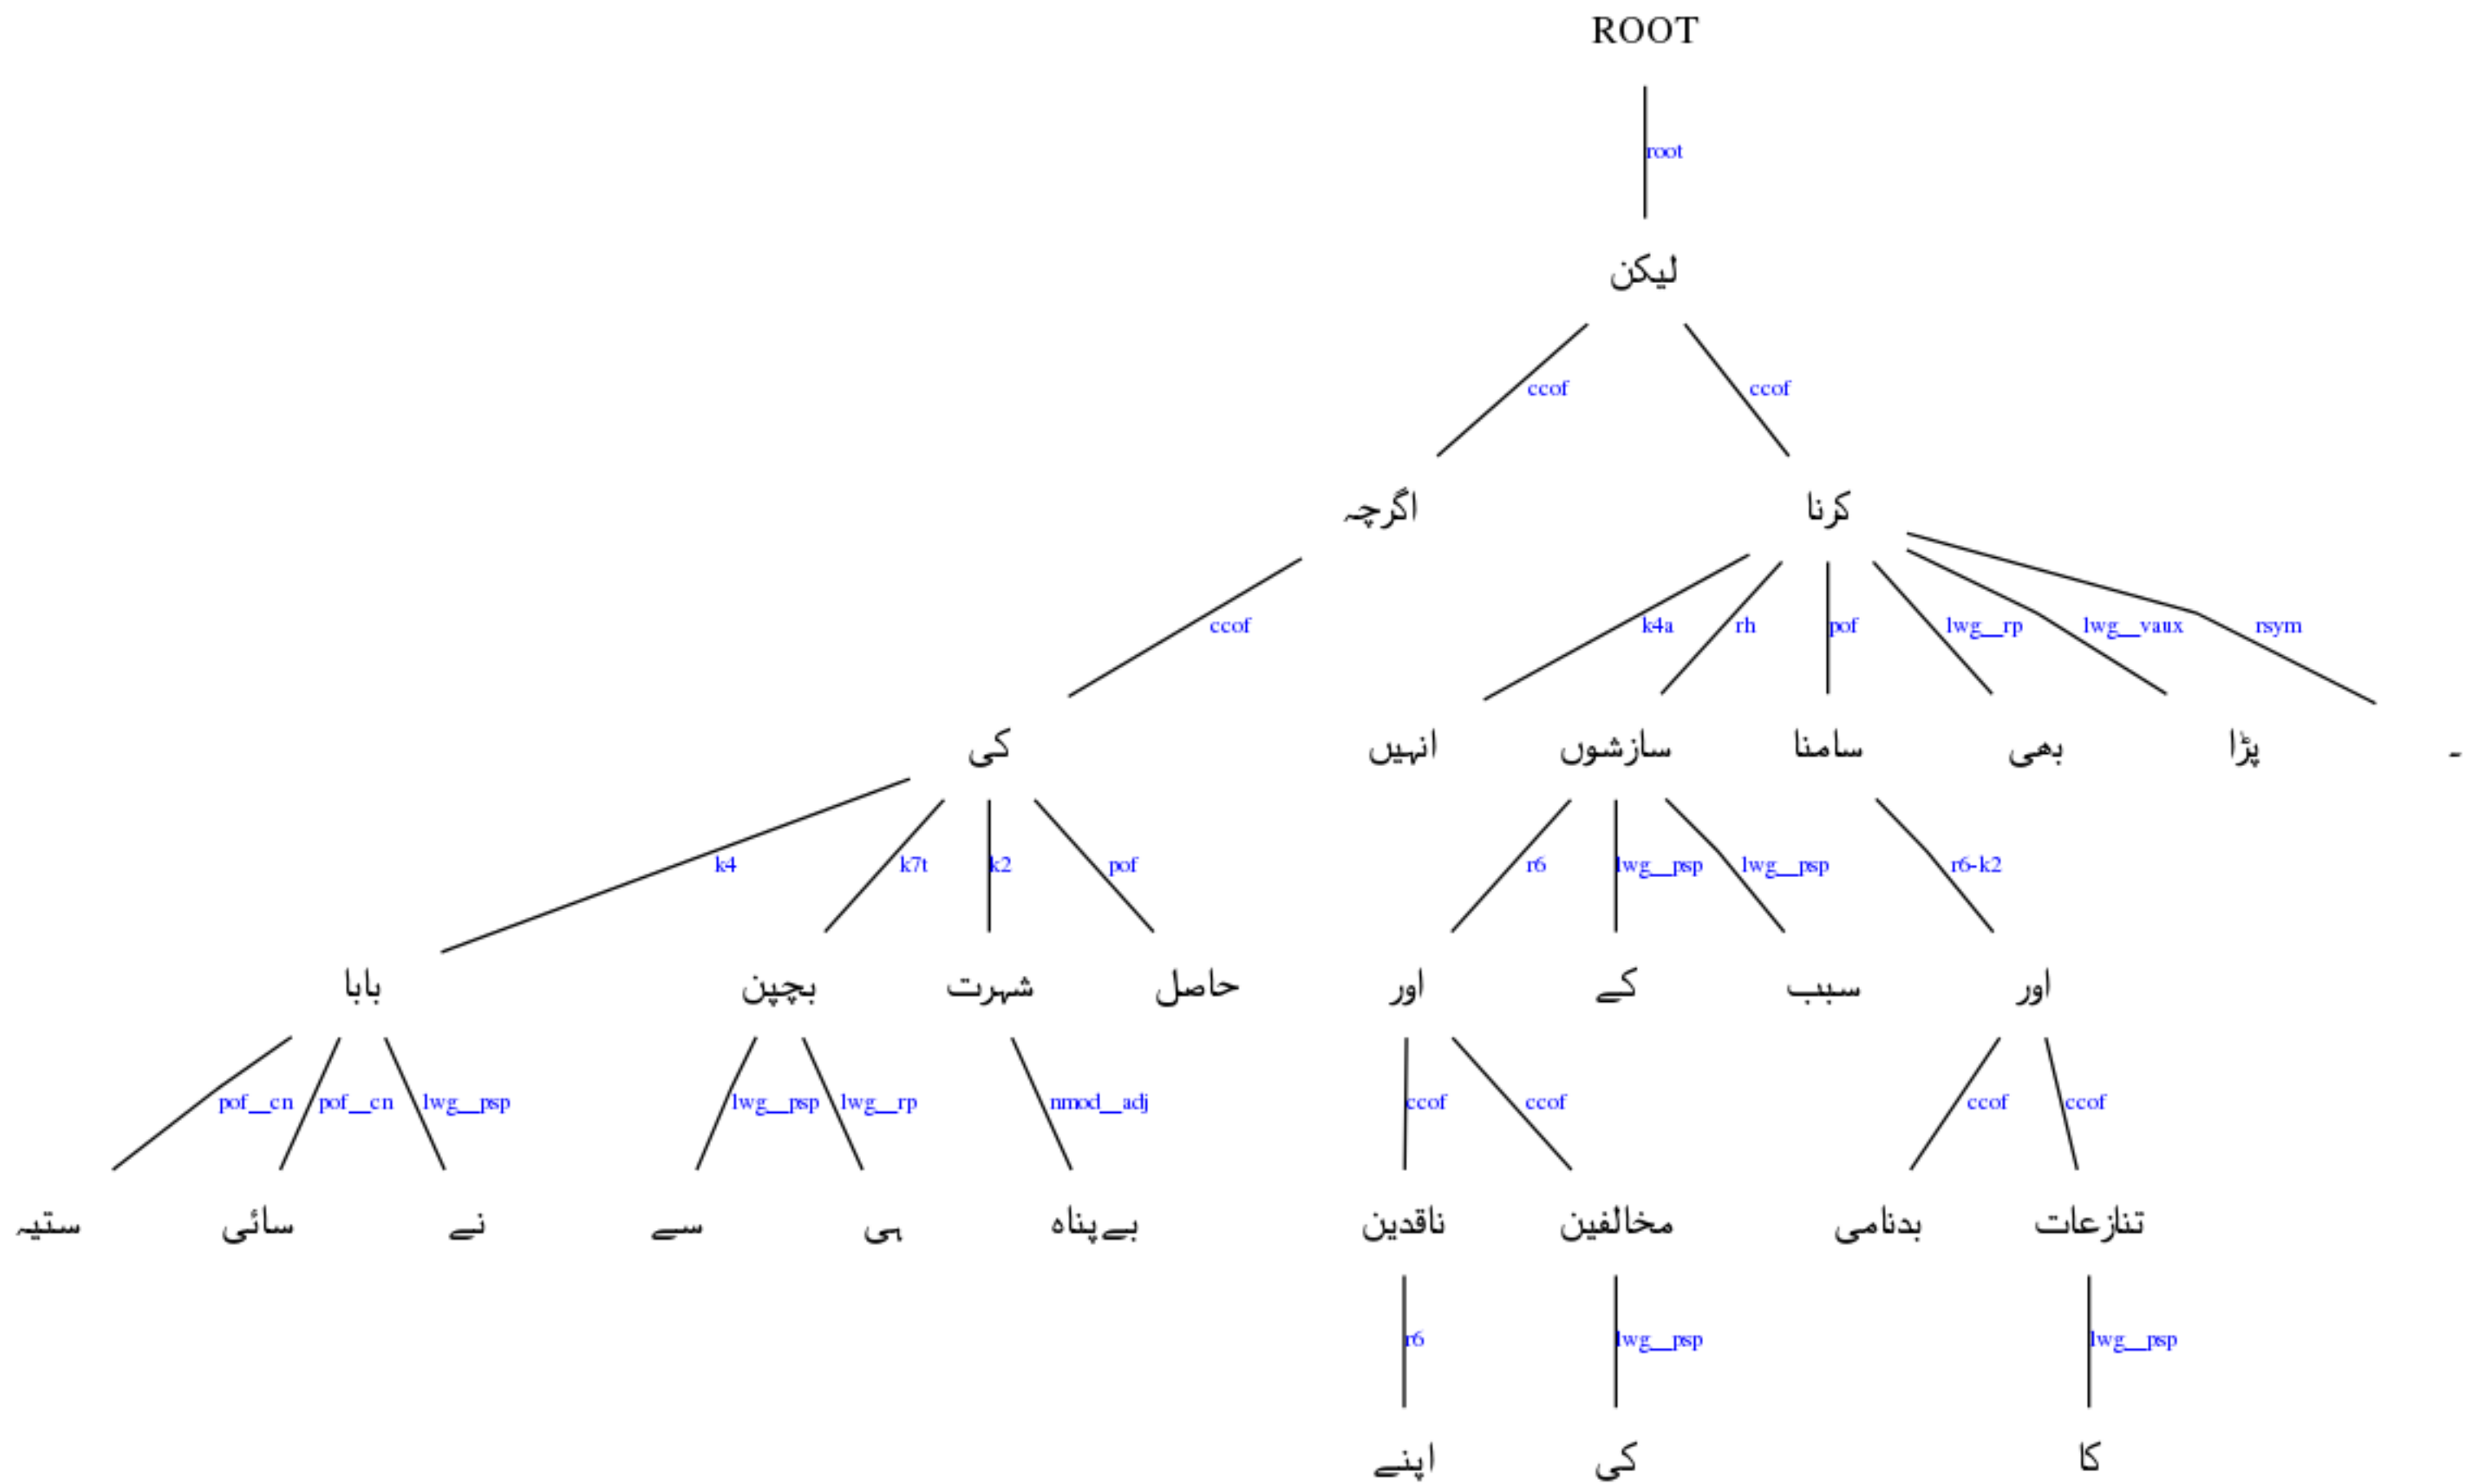 ROOT
root
لیکن
ccof ccof
اگرچہ کرنا
ccof k4a rh pof lwg__rp lwg__vaux rsym
کی انہیں سازشوں سامنا بھی پڑا ۔
k4 k7t k2 pof r6 lwg__psp lwg__psp r6-k2
بابا بچپن شہرت حاصل اور کے سبب اور
pof__cn pof__cn lwg__psp lwg__psp lwg__rp nmod__adj ccof ccof ccof ccof
ستیہ سائی نے سے ہی بےپناہ ناقدین مخالفین بدنامی تنازعات
r6 lwg__psp lwg__psp
اپنے کی کا